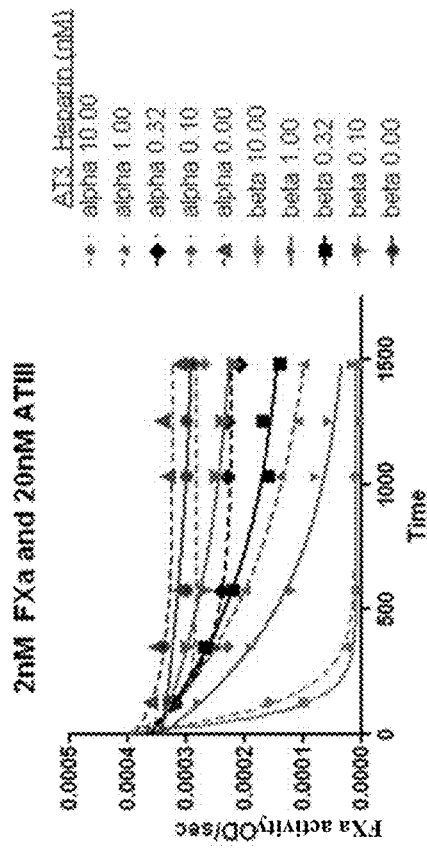 2nM FXa and 20nM ATIII
FXa activity OD/sec
0.0005
0.0004
0.0003
0.0002
0.0001
0.0000
0
500
1000
1500
Time
AT3 Heparin (nM)
alpha 10.00
alpha 1.00
alpha 0.32
alpha 0.10
alpha 0.00
beta 10.00
beta 1.00
beta 0.32
beta 0.10
beta 0.00